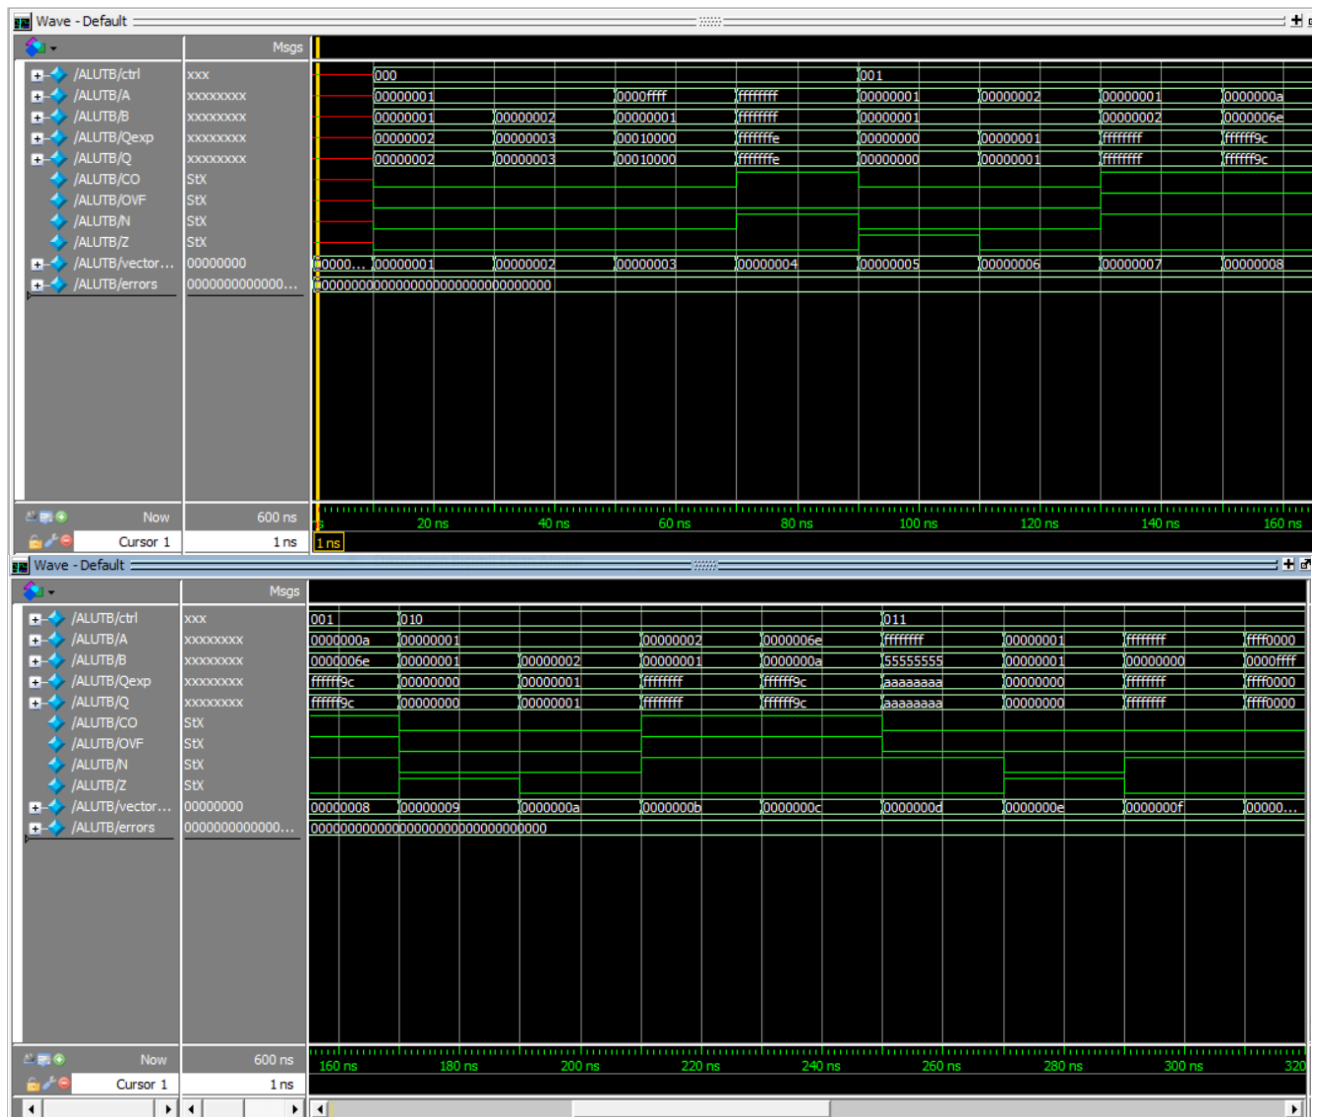 Wave - Default
Msgs
/ALUTB/ctrl xxx 000 001
/ALUTB/A xxxxxxxx 00000001 0000ffff ffffffff 00000001 00000002 00000001 0000000a
/ALUTB/B xxxxxxxx 00000001 00000002 00000001 ffffffff 00000001 00000002 0000006e
/ALUTB/Qexp xxxxxxxx 00000002 00000003 00010000 fffffffe 00000000 00000001 ffffffff ffffff9c
/ALUTB/Q xxxxxxxx 00000002 00000003 00010000 fffffffe 00000000 00000001 ffffffff ffffff9c
/ALUTB/CO StX
/ALUTB/OVF StX
/ALUTB/N StX
/ALUTB/Z StX
/ALUTB/vector... 00000000 00000001 00000002 00000003 00000004 00000005 00000006 00000007 00000008
/ALUTB/errors 0000000000000... 00000000000000000000000000000000
Now 600 ns 20 ns 40 ns 60 ns 80 ns 100 ns 120 ns 140 ns 160 ns
Cursor 1 1 ns 1 ns
Wave - Default
Msgs
/ALUTB/ctrl xxx 001 010 011
/ALUTB/A xxxxxxxx 0000000a 00000001 00000002 0000006e ffffffff 00000001 ffffffff ffff0000
/ALUTB/B xxxxxxxx 0000006e 00000001 00000002 00000001 0000000a 55555555 00000001 00000000 0000ffff
/ALUTB/Qexp xxxxxxxx ffffff9c 00000000 00000001 ffffffff ffffff9c aaaaaaaa 00000000 ffffffff ffff0000
/ALUTB/Q xxxxxxxx ffffff9c 00000000 00000001 ffffffff ffffff9c aaaaaaaa 00000000 ffffffff ffff0000
/ALUTB/CO StX
/ALUTB/OVF StX
/ALUTB/N StX
/ALUTB/Z StX
/ALUTB/vector... 00000000 00000008 00000009 0000000a 0000000b 0000000c 0000000d 0000000e 0000000f 00000...
/ALUTB/errors 0000000000000... 00000000000000000000000000000000
Now 600 ns 160 ns 180 ns 200 ns 220 ns 240 ns 260 ns 280 ns 300 ns 320
Cursor 1 1 ns